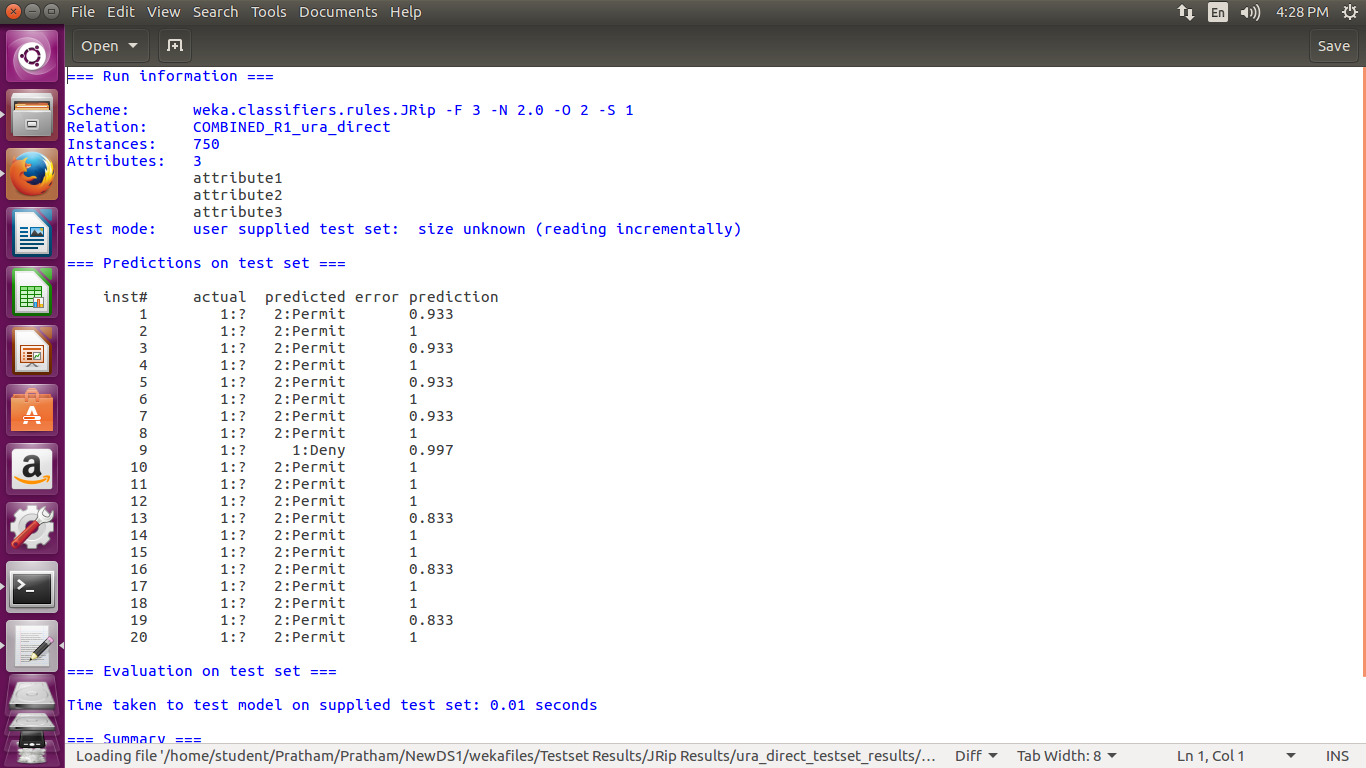 File Edit View Search Tools Documents Help En 4:28 PM
Open Save
=== Run information ===
Scheme: weka.classifiers.rules.JRip -F 3 -N 2.0 -O 2 -S 1
Relation: COMBINED_R1_ura_direct
Instances: 750
Attributes: 3
attribute1
attribute2
attribute3
Test mode: user supplied test set: size unknown (reading incrementally)
=== Predictions on test set ===
inst# actual predicted error prediction
1 1:? 2:Permit 0.933
2 1:? 2:Permit 1
3 1:? 2:Permit 0.933
4 1:? 2:Permit 1
5 1:? 2:Permit 0.933
6 1:? 2:Permit 1
7 1:? 2:Permit 0.933
8 1:? 2:Permit 1
9 1:? 1:Deny 0.997
10 1:? 2:Permit 1
11 1:? 2:Permit 1
12 1:? 2:Permit 1
13 1:? 2:Permit 0.833
14 1:? 2:Permit 1
15 1:? 2:Permit 1
16 1:? 2:Permit 0.833
17 1:? 2:Permit 1
18 1:? 2:Permit 1
19 1:? 2:Permit 0.833
20 1:? 2:Permit 1
=== Evaluation on test set ===
Time taken to test model on supplied test set: 0.01 seconds
=== Summary ===
Loading file '/home/student/Pratham/Pratham/NewDS1/wekafiles/Testset Results/JRip Results/ura_direct_testset_results/… Diff Tab Width: 8 Ln 1, Col 1 INS